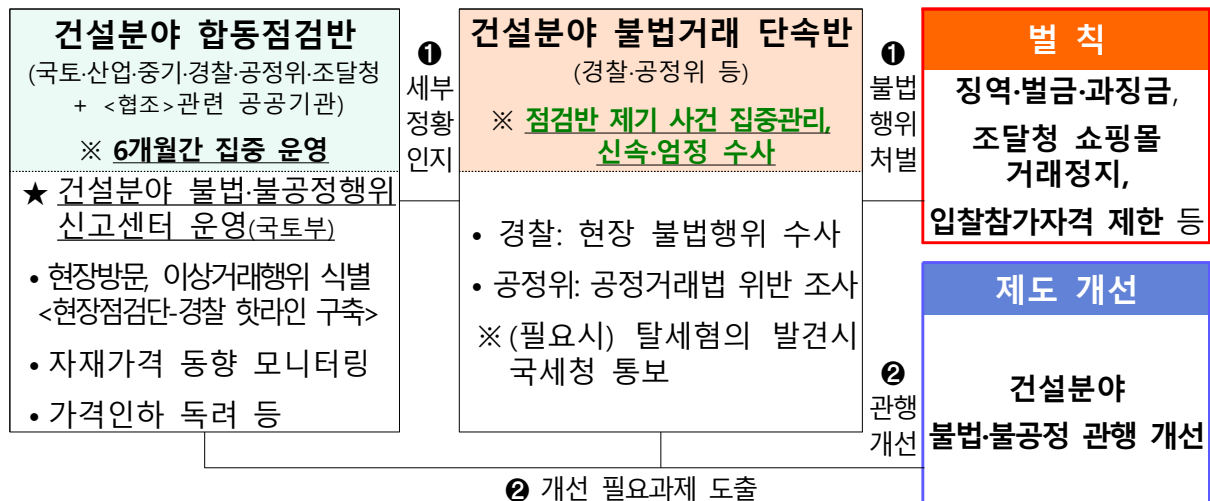 건설분야 합동점검반
(국토·산업·중기·경찰·공정위·조달청
+ <협조>관련 공공기관)
※ 6개월간 집중 운영
★ 건설분야 불법·불공정행위
신고센터 운영(국토부)
• 현장방문, 이상거래행위 식별
<현장점검단-경찰 핫라인 구축>
• 자재가격 동향 모니터링
• 가격인하 독려 등
❶
세부
정황
인지
건설분야 불법거래 단속반
(경찰·공정위 등)
※ 점검반 제기 사건 집중관리,
신속·엄정 수사
• 경찰: 현장 불법행위 수사
• 공정위: 공정거래법 위반 조사
※ (필요시) 탈세혐의 발견시
국세청 통보
❶
불법
행위
처벌
벌 칙
징역·벌금·과징금,
조달청 쇼핑몰
거래정지,
입찰참가자격 제한 등
❷
관행
개선
제도 개선
건설분야
불법·불공정 관행 개선
❷ 개선 필요과제 도출